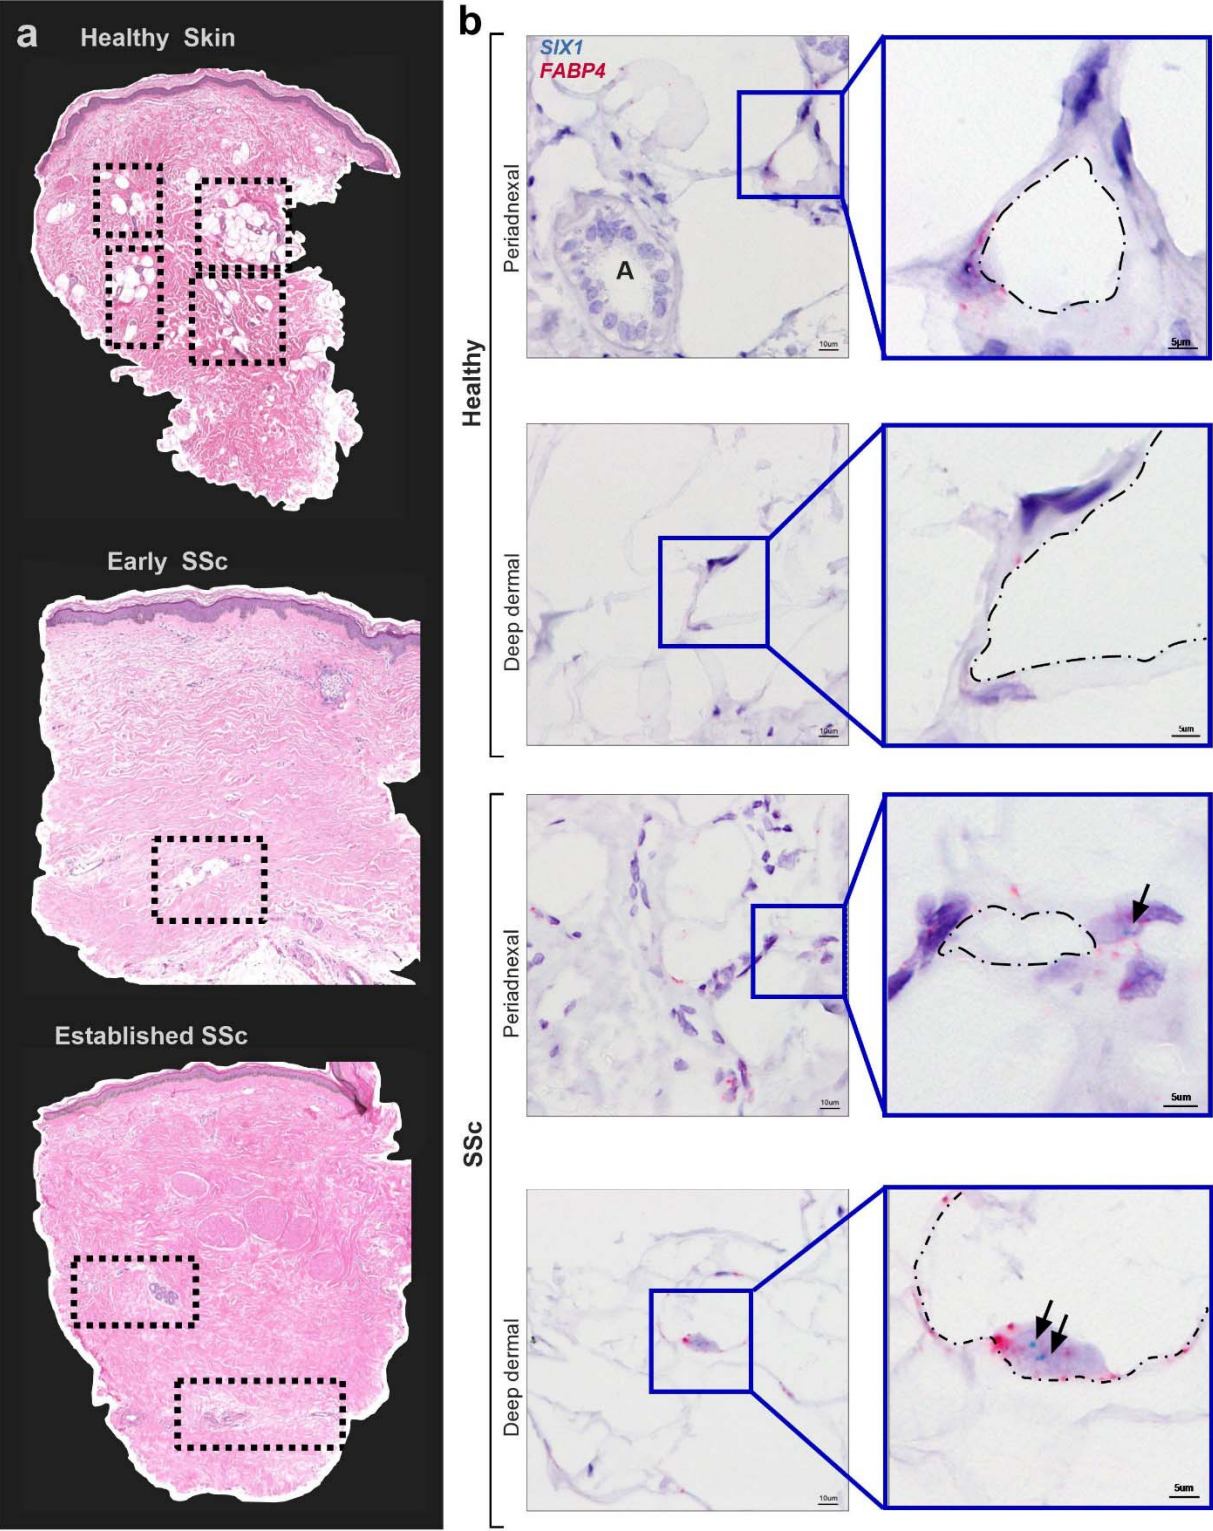 a
Healthy Skin
Early SSc
Established SSc
b
SIX1
FABP4
Healthy
Periadnexal
A
10um
5µm
Deep dermal
10um
5um
SSc
Periadnexal
10um
5um
Deep dermal
10um
5um